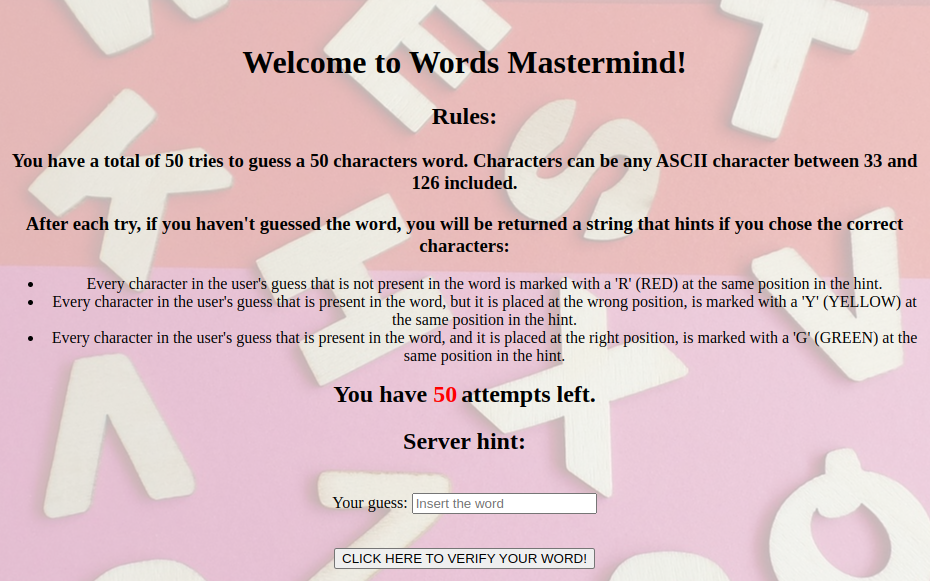 Welcome to Words Mastermind!
Rules:
You have a total of 50 tries to guess a 50 characters word. Characters can be any ASCII character between 33 and
126 included.
After each try, if you haven't guessed the word, you will be returned a string that hints if you chose the correct
characters:
Every character in the user's guess that is not present in the word is marked with a 'R' (RED) at the same position in the hint.
Every character in the user's guess that is present in the word, but it is placed at the wrong position, is marked with a 'Y' (YELLOW) at
the same position in the hint.
Every character in the user's guess that is present in the word, and it is placed at the right position, is marked with a 'G' (GREEN) at the
same position in the hint.
You have 50 attempts left.
Server hint:
Your guess: Insert the word
CLICK HERE TO VERIFY YOUR WORD!